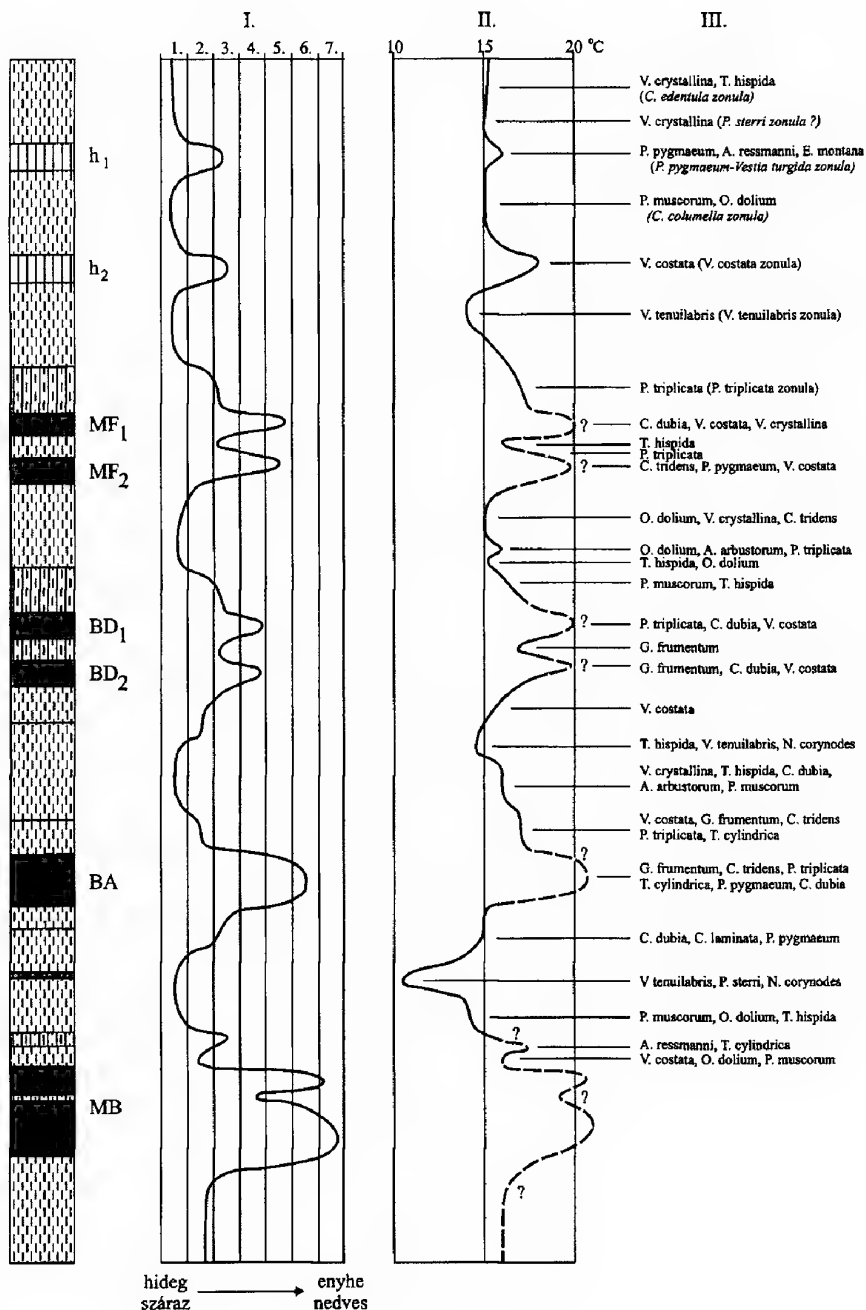 I. II. III.
1. 2. 3. 4. 5. 6. 7. 10 15 20 °C
V. crystallina, T. hispida
(C. edentula zonula)
V. crystallina (P. sterri zonula ?)
h1
P. pygmaeum, A. ressmanni, E. montana
(P. pygmaeum-Vestia turgida zonula)
P. muscorum, O. dolium
(C. columella zonula)
h2
V. costata (V. costata zonula)
V. tenuilabris (V. tenuilabris zonula)
P. triplicata (P. triplicata zonula)
MF1
? C. dubia, V. costata, V. crystallina
T. hispida
P. triplicata
MF2
? C. tridens, P. pygmaeum, V. costata
O. dolium, V. crystallina, C. tridens
O. dolium, A. arbustorum, P. triplicata
T. hispida, O. dolium
P. muscorum, T. hispida
BD1
? P. triplicata, C. dubia, V. costata
G. frumentum
BD2
? G. frumentum, C. dubia, V. costata
V. costata
T. hispida, V. tenuilabris, N. corynodes
V. crystallina, T. hispida, C. dubia,
A. arbustorum, P. muscorum
V. costata, G. frumentum, C. tridens
P. triplicata, T. cylindrica
?
BA
G. frumentum, C. tridens, P. triplicata
T. cylindrica, P. pygmaeum, C. dubia
C. dubia, C. laminata, P. pygmaeum
V tenuilabris, P. sterri, N. corynodes
P. muscorum, O. dolium, T. hispida
?
A. ressmanni, T. cylindrica
V. costata, O. dolium, P. muscorum
MB
?
?
hideg enyhe
száraz nedves